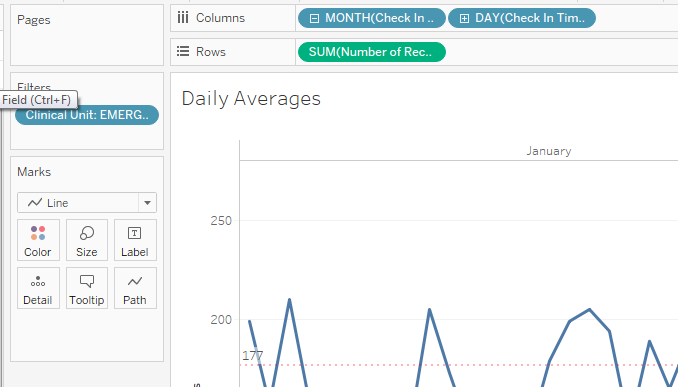 Pages
Columns
MONTH(Check In ..
DAY(Check In Tim..
Rows
SUM(Number of Rec..
Filters
Field (Ctrl+F)
Clinical Unit: EMERG..
Marks
Line
Color
Size
Label
T
Detail
Tooltip
Path
Daily Averages
January
250
200
177